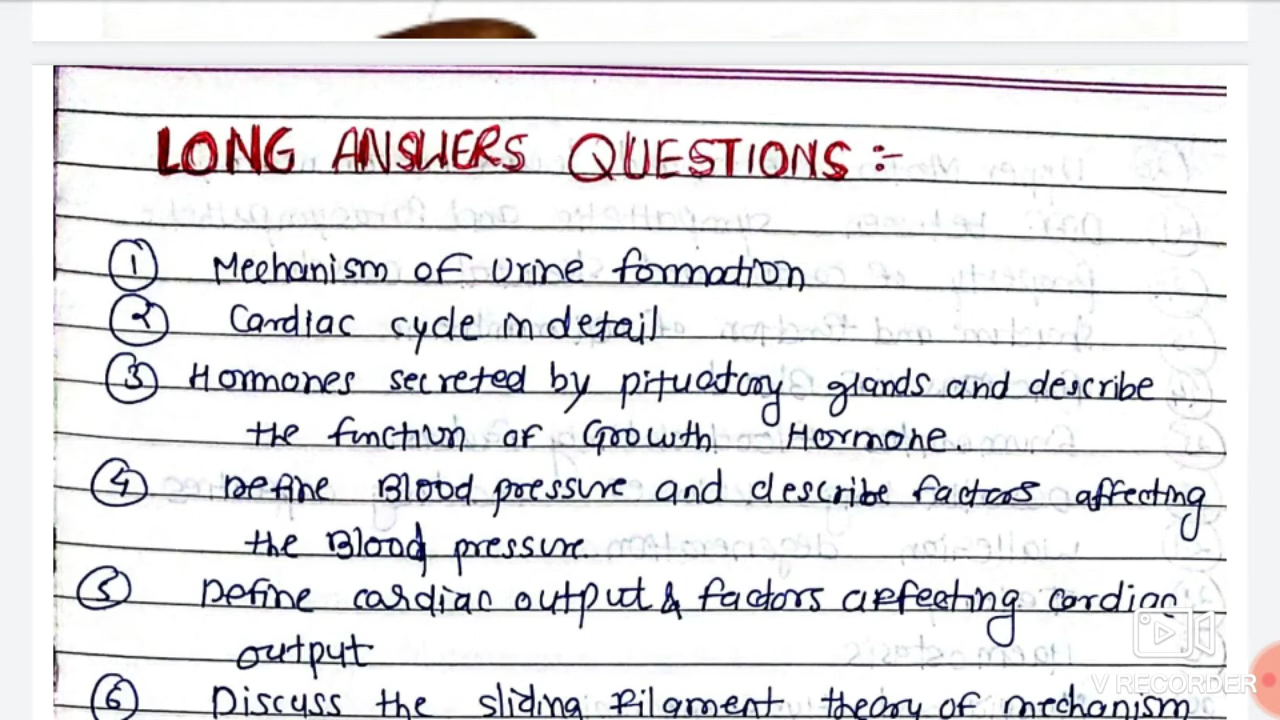 LONG ANSWERS QUESTIONS :-
① Mechanism of Urine formation
② Cardiac cycle in detail
③ Hormones secreted by pituatory glands and describe
the function of Growth Hormone.
④ Define Blood pressure and describe factors affecting
the Blood pressure.
⑤ Define cardiac output & factors affecting cardiac
output
⑥ Discuss the sliding filament theory of mechanism
V RECORDER